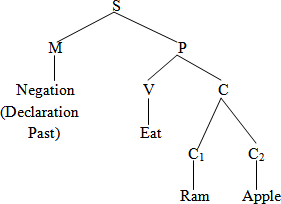 S
M P
Negation V C
(Declaration
Past) Eat
C₁ C₂
Ram Apple